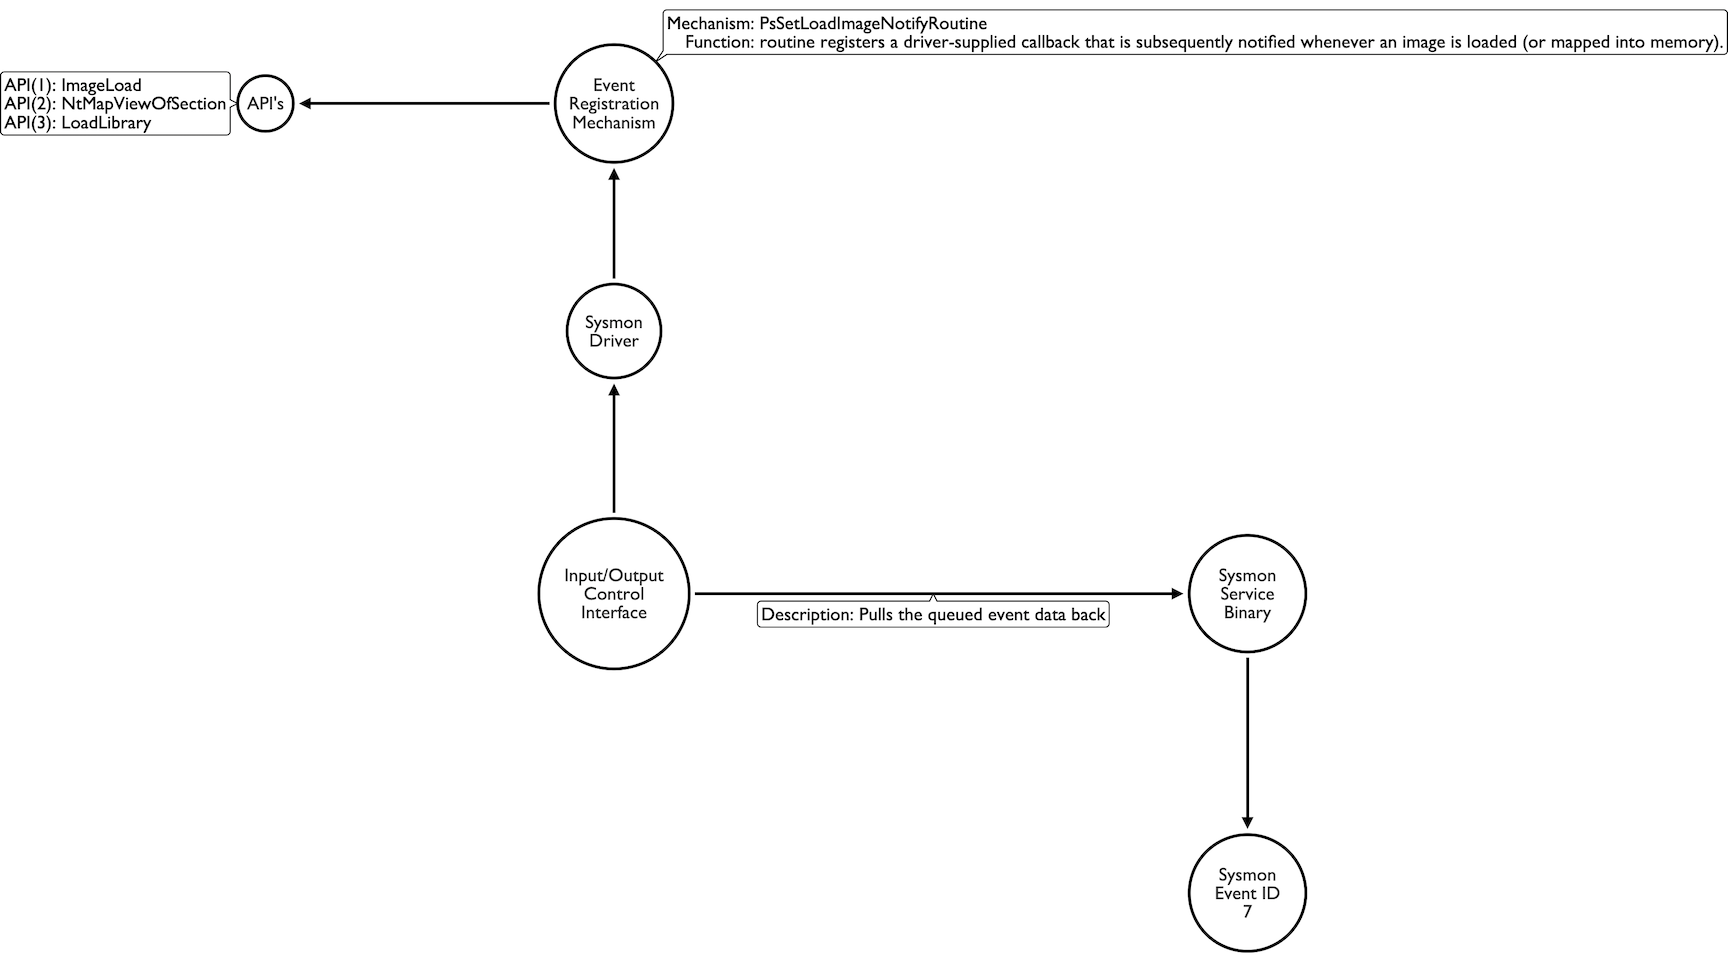 Mechanism: PsSetLoadImageNotifyRoutine
Function: routine registers a driver-supplied callback that is subsequently notified whenever an image is loaded (or mapped into memory).
Event
Registration
Mechanism
API(1): ImageLoad
API(2): NtMapViewOfSection
API(3): LoadLibrary
API's
Sysmon
Driver
Input/Output
Control
Interface
Description: Pulls the queued event data back
Sysmon
Service
Binary
Sysmon
Event ID
7